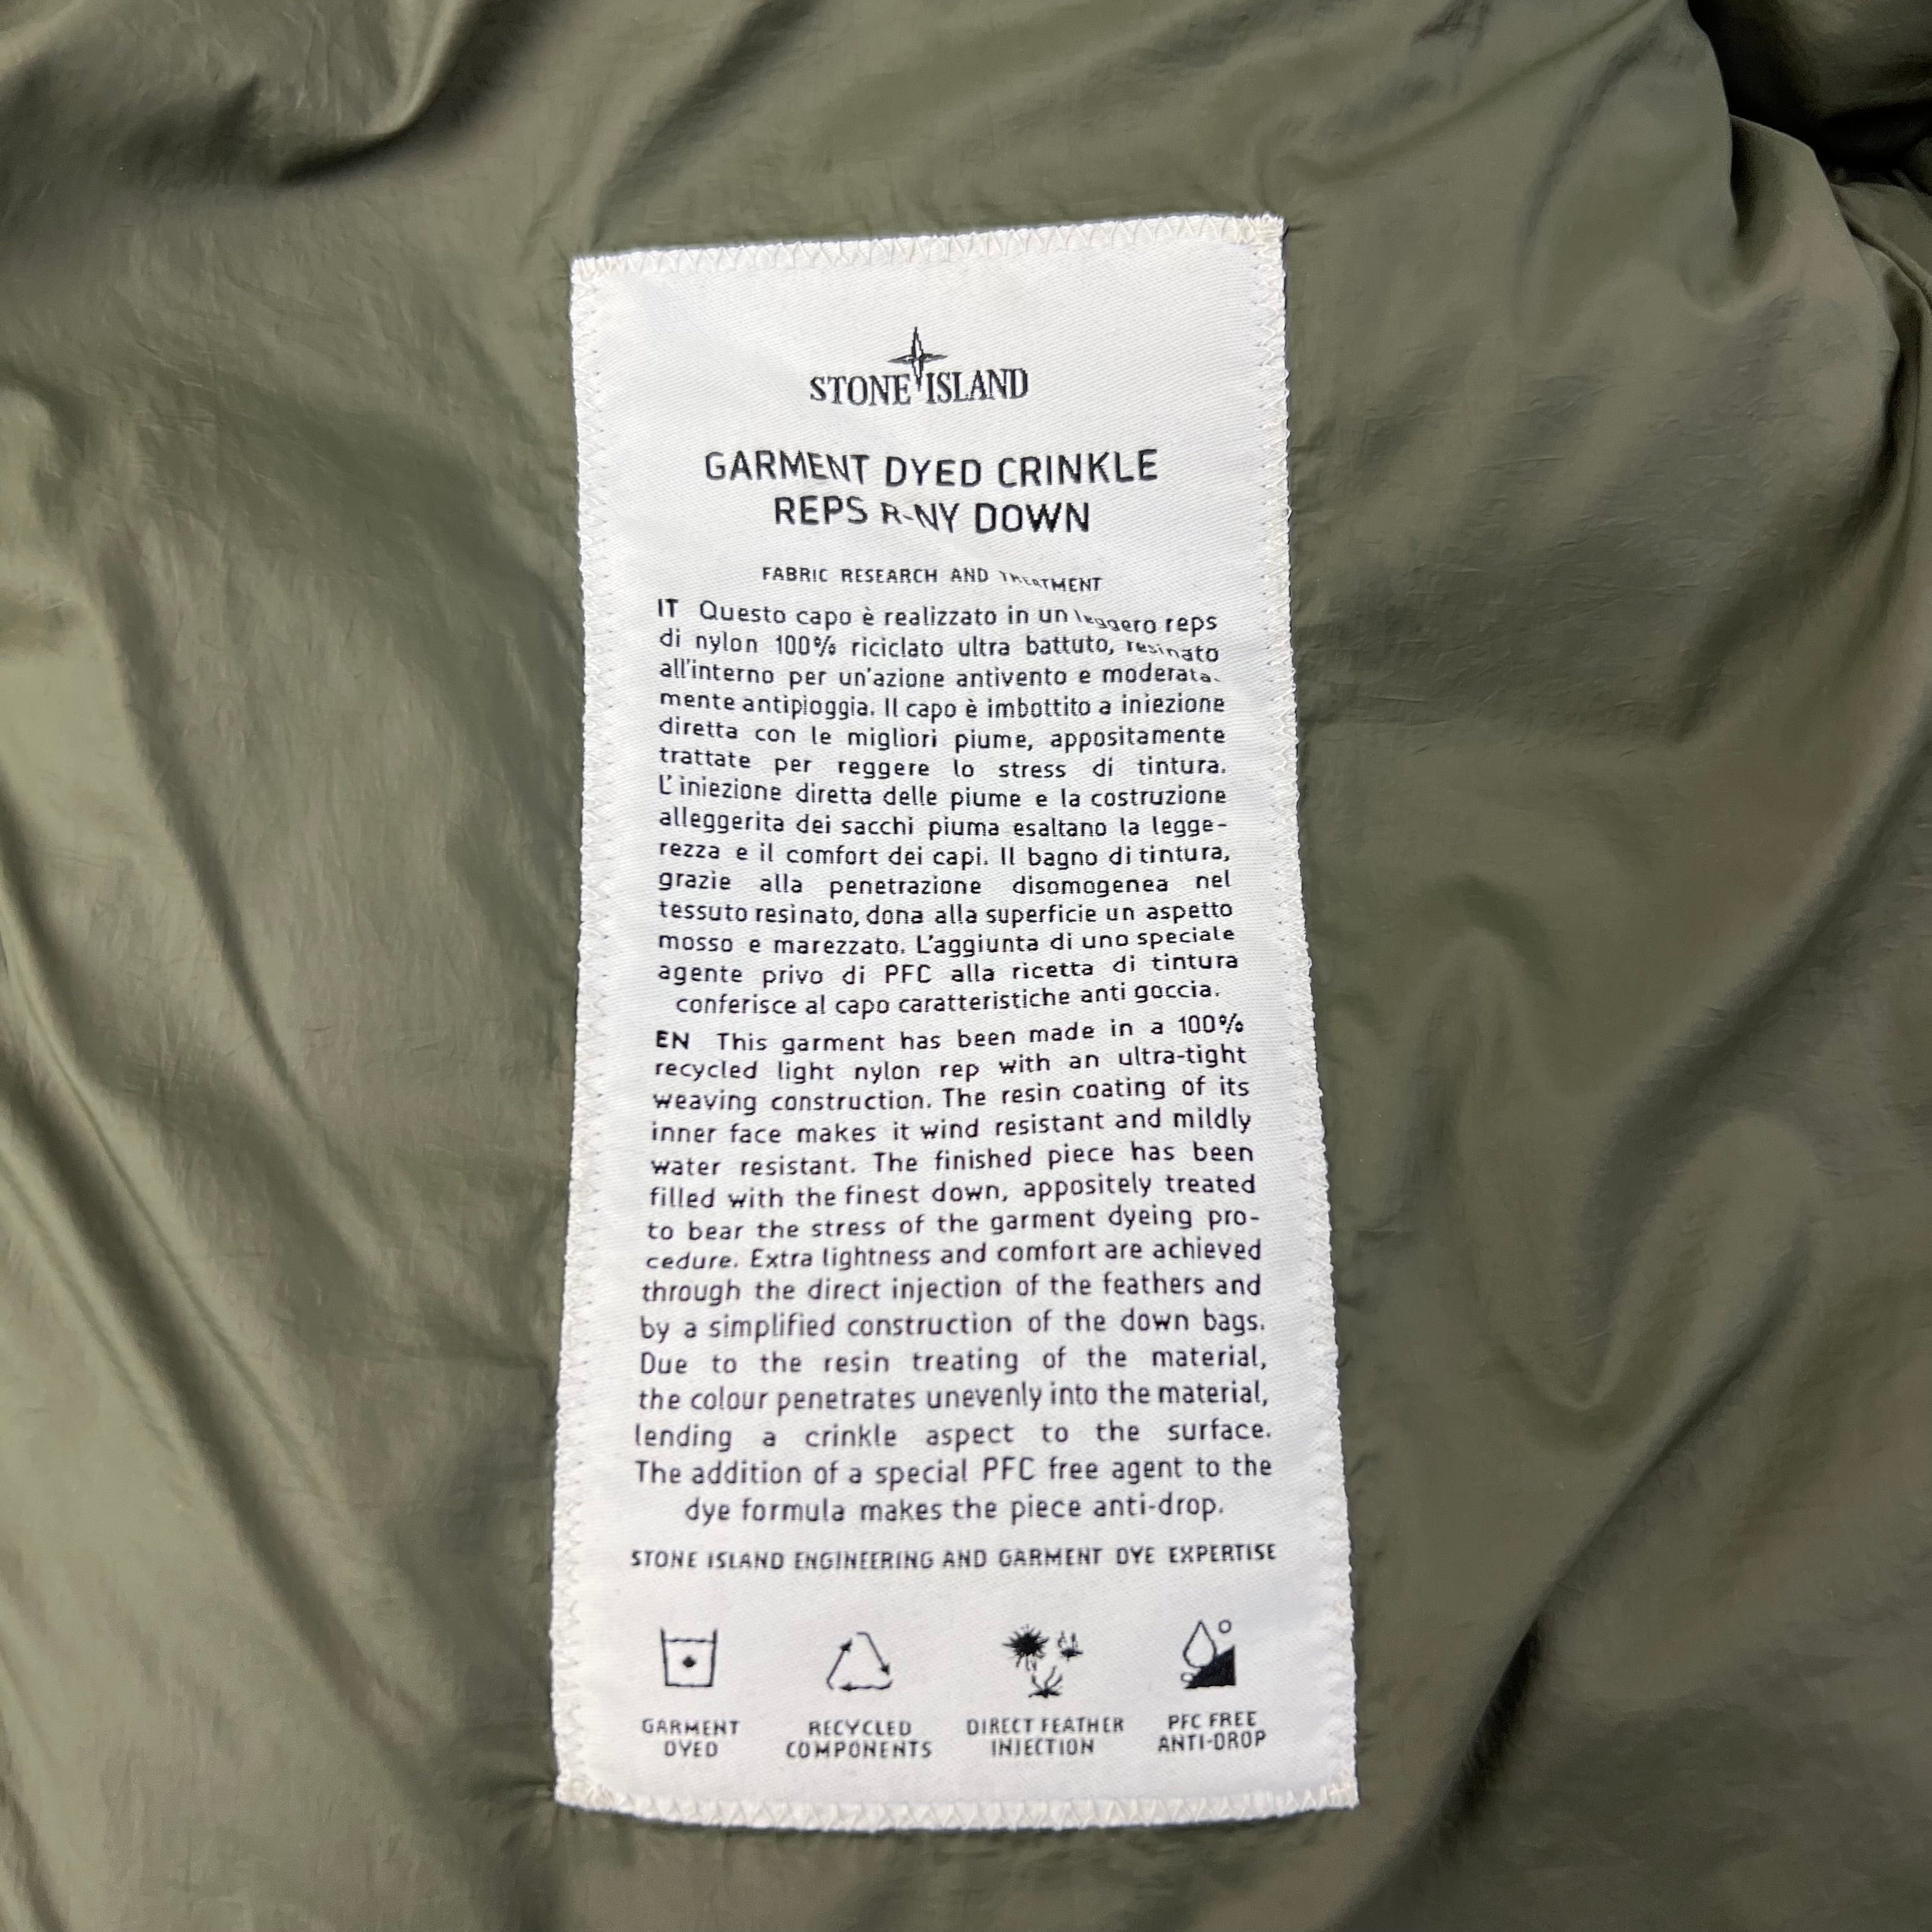 STONE ISLAND
GARMENT DYED CRINKLE
REPS R-NY DOWN
FABRIC RESEARCH AND TREATMENT
IT Questo capo è realizzato in un leggero reps
di nylon 100% riciclato ultra battuto, resinato
all'interno per un'azione antivento e moderata-
mente antipioggia. Il capo è imbottito a iniezione
diretta con le migliori piume, appositamente
trattate per reggere lo stress di tintura.
L'iniezione diretta delle piume e la costruzione
alleggerita dei sacchi piuma esaltano la legge-
rezza e il comfort dei capi. Il bagno di tintura,
grazie alla penetrazione disomogenea nel
tessuto resinato, dona alla superficie un aspetto
mosso e marezzato. L'aggiunta di uno speciale
agente privo di PFC alla ricetta di tintura
conferisce al capo caratteristiche anti goccia.
EN This garment has been made in a 100%
recycled light nylon rep with an ultra-tight
weaving construction. The resin coating of its
inner face makes it wind resistant and mildly
water resistant. The finished piece has been
filled with the finest down, appositely treated
to bear the stress of the garment dyeing pro-
cedure. Extra lightness and comfort are achieved
through the direct injection of the feathers and
by a simplified construction of the down bags.
Due to the resin treating of the material,
the colour penetrates unevenly into the material,
lending a crinkle aspect to the surface.
The addition of a special PFC free agent to the
dye formula makes the piece anti-drop.
STONE ISLAND ENGINEERING AND GARMENT DYE EXPERTISE
GARMENT
DYED
RECYCLED
COMPONENTS
DIRECT FEATHER
INJECTION
PFC FREE
ANTI-DROP